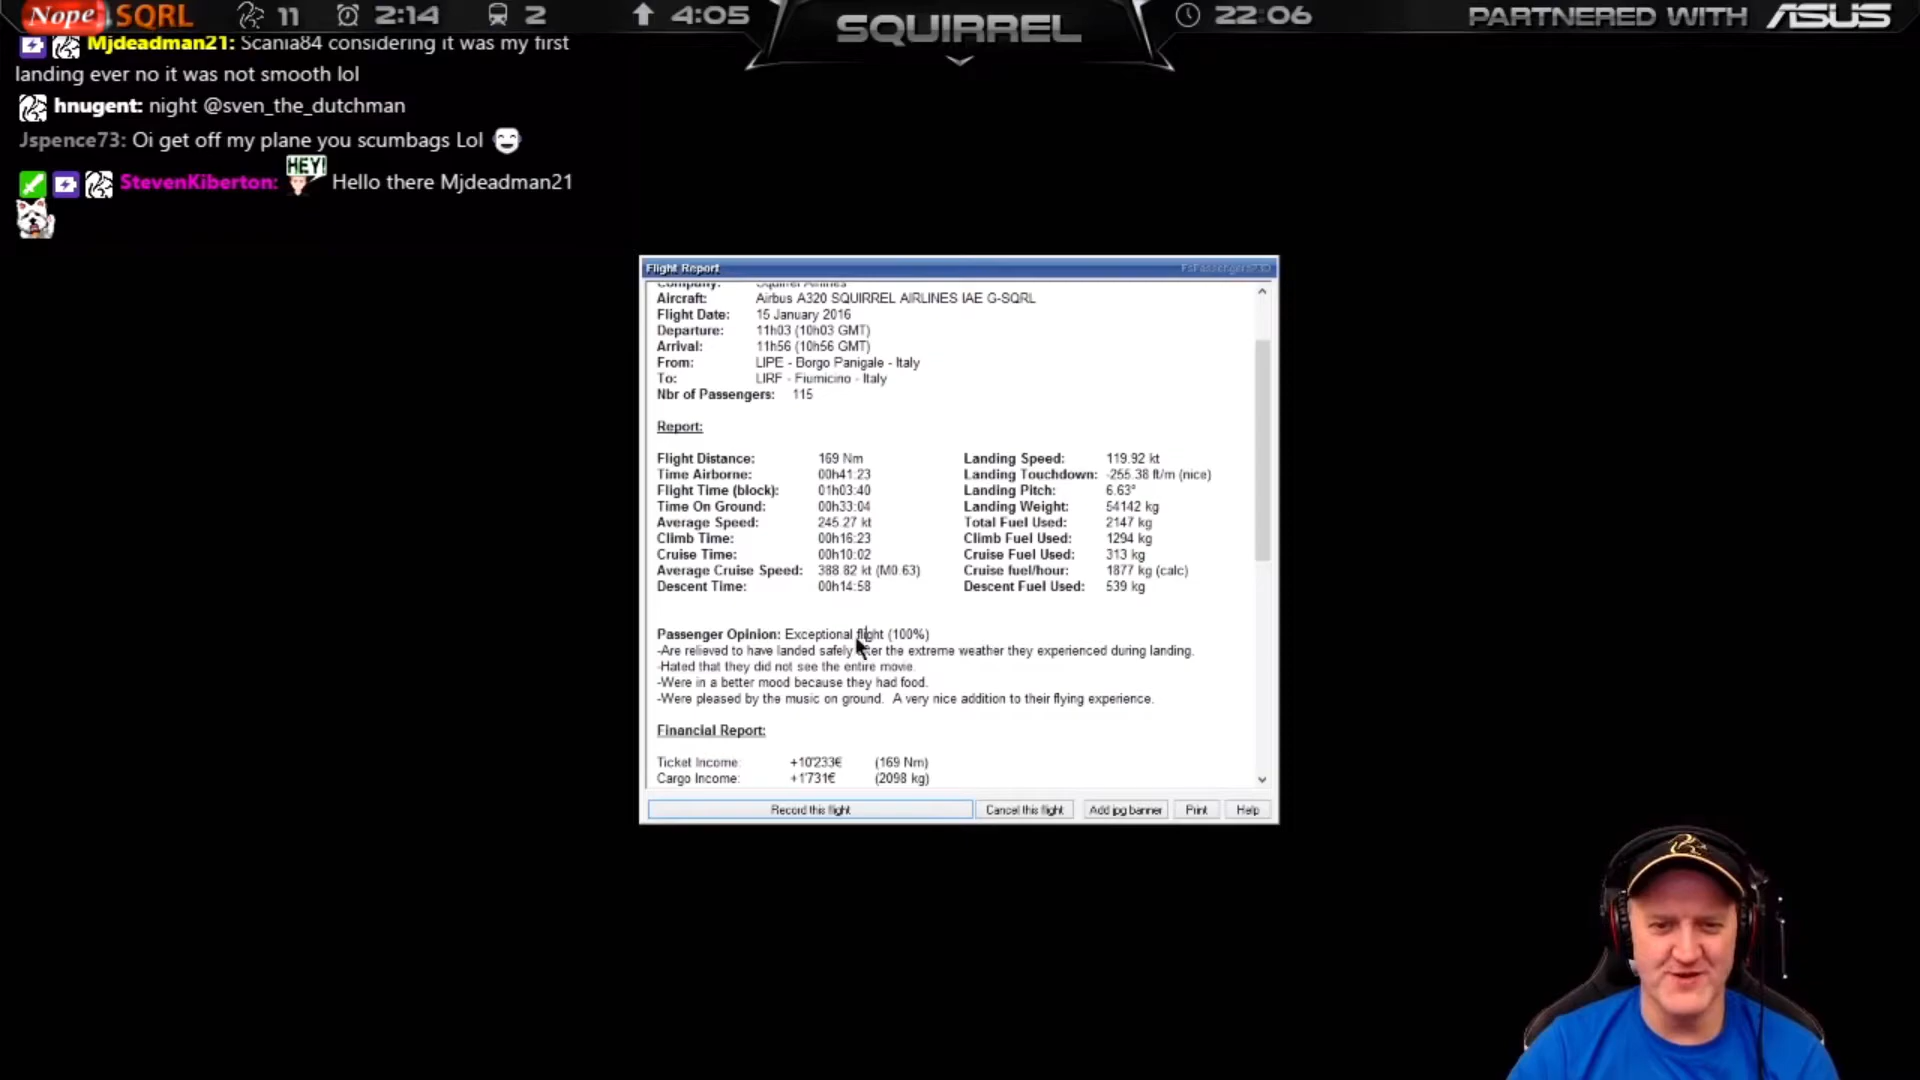 Nope SQRL 11 2:14 2 4:05 SQUIRREL 22:06 PARTNERED WITH ASUS
Mjdeadman21: Scania84 considering it was my first
landing ever no it was not smooth lol
hnugent: night @sven_the_dutchman
Jspence73: Oi get off my plane you scumbags Lol
HEY!
StevenKiberton: Hello there Mjdeadman21
Flight Report
Company: Squirrel Airlines
Aircraft: Airbus A320 SQUIRREL AIRLINES IAE G-SQRL
Flight Date: 15 January 2016
Departure: 11h03 (10h03 GMT)
Arrival: 11h56 (10h56 GMT)
From: LIPE - Borgo Panigale - Italy
To: LIRF - Fiumicino - Italy
Nbr of Passengers: 115
Report:
Flight Distance: 169 Nm Landing Speed: 119.92 kt
Time Airborne: 00h41:23 Landing Touchdown: -255.38 ft/m (nice)
Flight Time (block): 01h03:40 Landing Pitch: 6.63°
Time On Ground: 00h33:04 Landing Weight: 54142 kg
Average Speed: 245.27 kt Total Fuel Used: 2147 kg
Climb Time: 00h16:23 Climb Fuel Used: 1294 kg
Cruise Time: 00h10:02 Cruise Fuel Used: 313 kg
Average Cruise Speed: 388.82 kt (M0.63) Cruise fuel/hour: 1877 kg (calc)
Descent Time: 00h14:58 Descent Fuel Used: 539 kg
Passenger Opinion: Exceptional flight (100%)
-Are relieved to have landed safely after the extreme weather they experienced during landing.
-Hated that they did not see the entire movie.
-Were in a better mood because they had food.
-Were pleased by the music on ground. A very nice addition to their flying experience.
Financial Report:
Ticket Income: +10'233€ (169 Nm)
Cargo Income: +1'731€ (2098 kg)
Record this flight Cancel this flight Add jpg banner Print Help